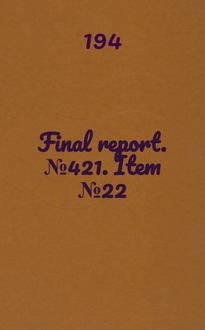 194
Final report.
№421. Item
№22